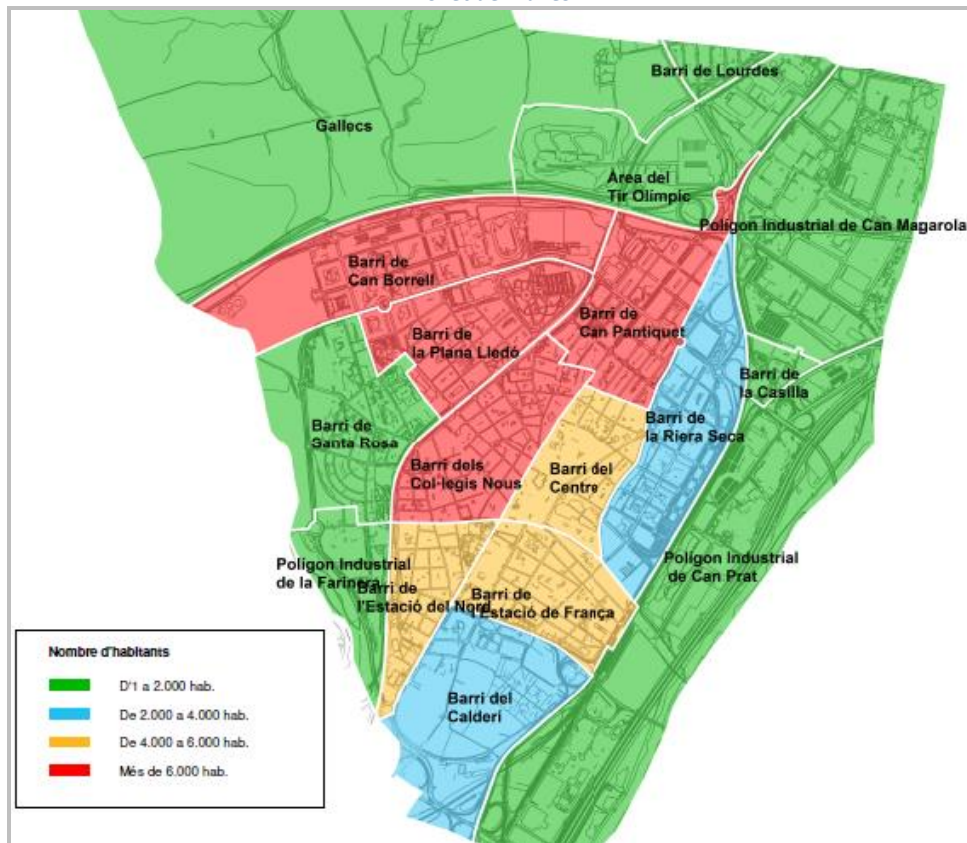 Barri de Lourdes
Gallecs
Àrea del
Tir Olímpic
Polígon Industrial de Can Magarola
Barri de
Can Borrell
Barri de
Can Pantiquet
Barri de
la Plana Lledó
Barri de
la Casilla
Barri de
Santa Rosa
Barri de
la Riera Seca
Barri dels
Col·legis Nous
Barri del
Centre
Polígon Industrial
de la Farinera
Polígon Industrial
de Can Prat
Barri de
l'Estació del Nord
Barri de
l'Estació de França
Barri del
Calderí
Nombre d'habitants
D'1 a 2.000 hab.
De 2.000 a 4.000 hab.
De 4.000 a 6.000 hab.
Més de 6.000 hab.